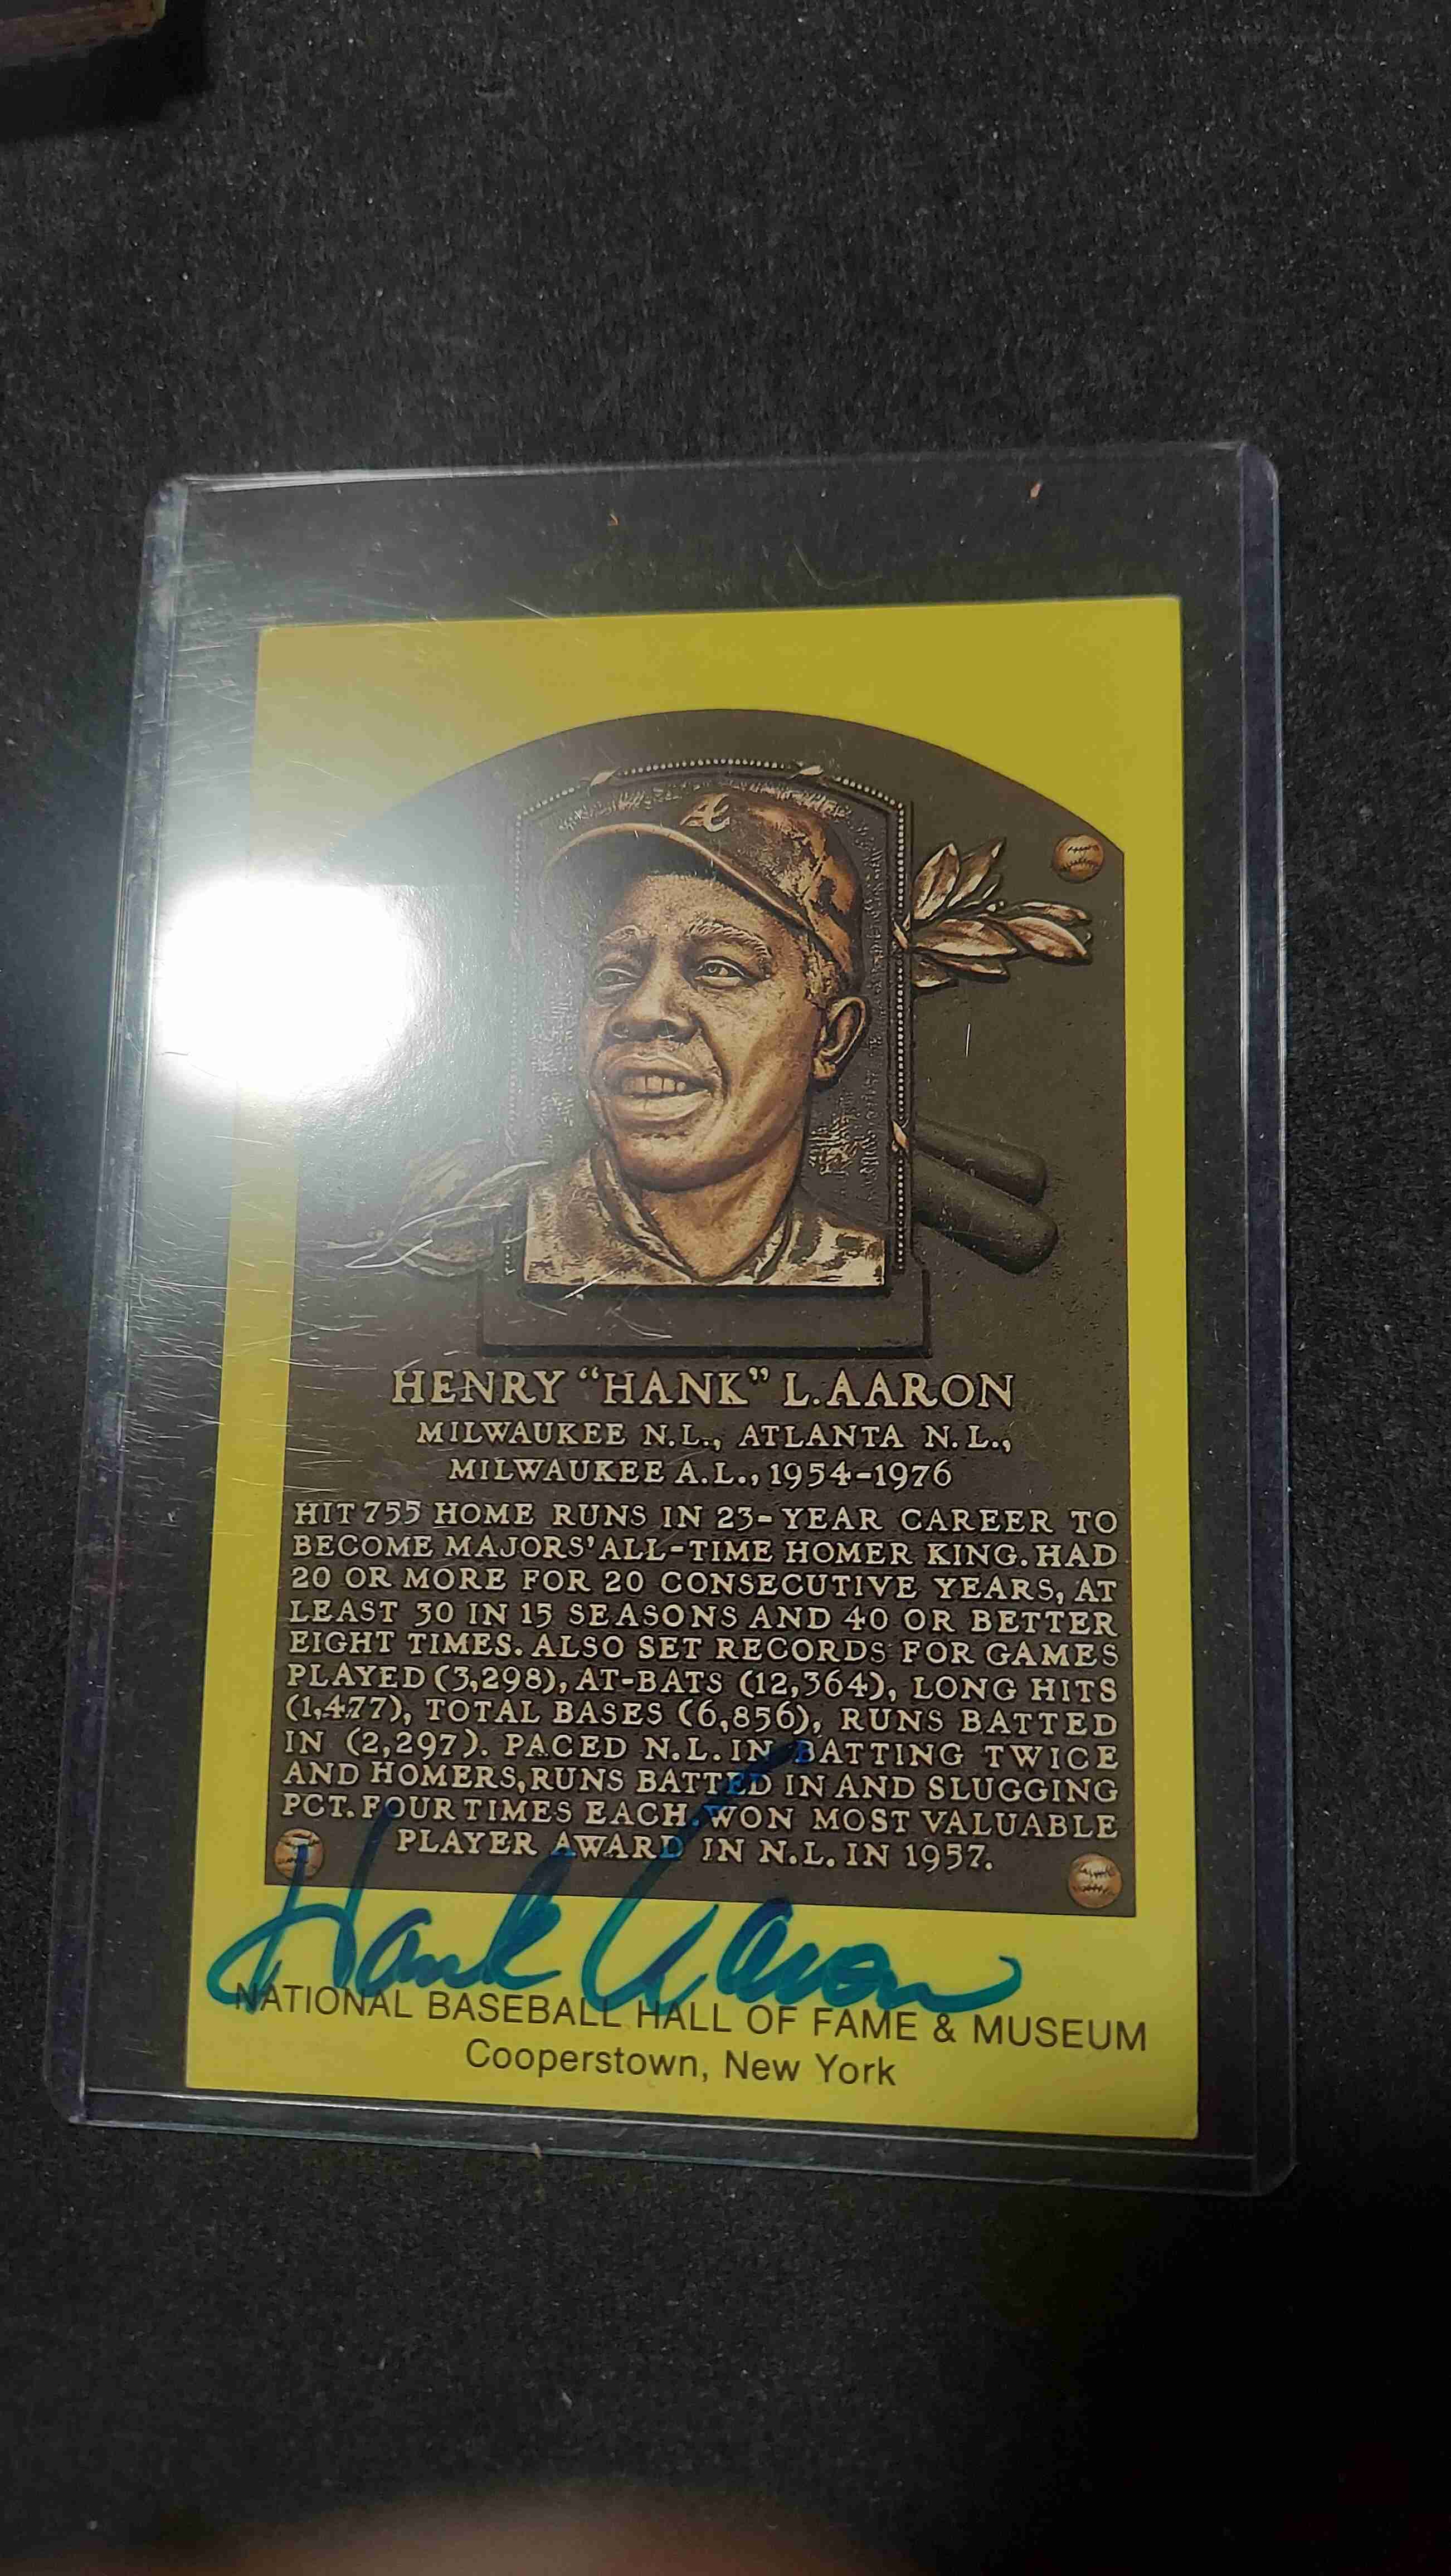 HENRY “HANK” L. AARON
MILWAUKEE N.L., ATLANTA N.L.,
MILWAUKEE A.L., 1954-1976
HIT 755 HOME RUNS IN 23-YEAR CAREER TO
BECOME MAJORS' ALL-TIME HOMER KING. HAD
20 OR MORE FOR 20 CONSECUTIVE YEARS, AT
LEAST 30 IN 15 SEASONS AND 40 OR BETTER
EIGHT TIMES. ALSO SET RECORDS FOR GAMES
PLAYED (3,298), AT-BATS (12,364), LONG HITS
(1,477), TOTAL BASES (6,856), RUNS BATTED
IN (2,297). PACED N.L. IN BATTING TWICE
AND HOMERS, RUNS BATTED IN AND SLUGGING
PCT. FOUR TIMES EACH. WON MOST VALUABLE
PLAYER AWARD IN N.L. IN 1957.
Hank Aaron
NATIONAL BASEBALL HALL OF FAME & MUSEUM
Cooperstown, New York